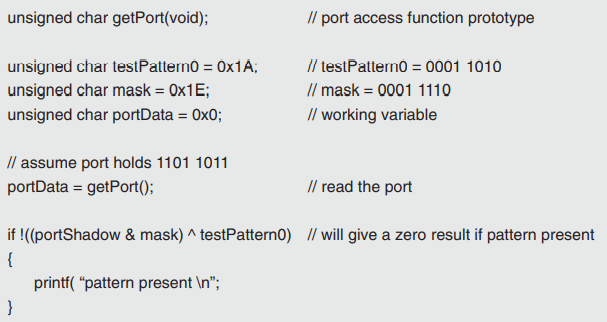 unsigned char getPort(void); // port access function prototype
unsigned char testPattern0 = 0x1A; // testPattern0 = 0001 1010
unsigned char mask = 0x1E; // mask = 0001 1110
unsigned char portData = 0x0; // working variable
// assume port holds 1101 1011
portData = getPort(); // read the port
if !((portShadow & mask) ^ testPattern0) // will give a zero result if pattern present
{
printf( “pattern present \n”;
}